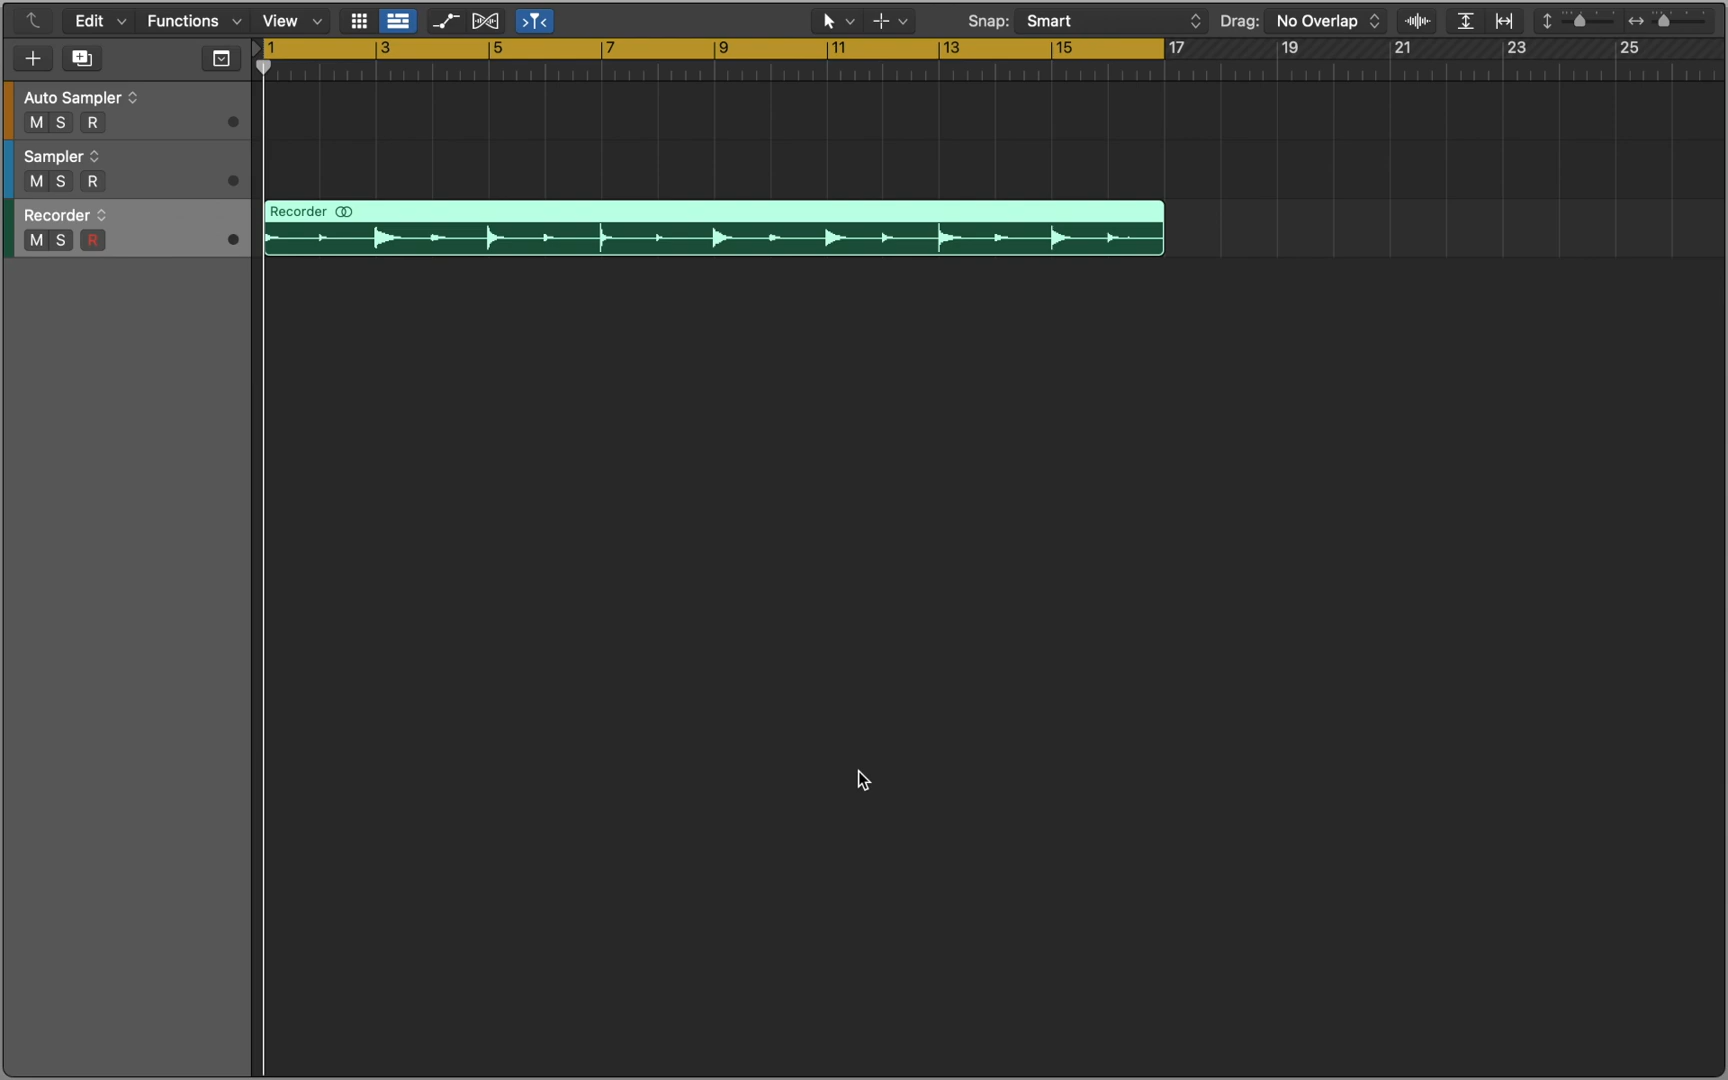 Edit Functions View Snap: Smart Drag: No Overlap
1 3 5 7 9 11 13 15 17 19 21 23 25
Auto Sampler
M S R
Sampler
M S R
Recorder
M S R
Recorder